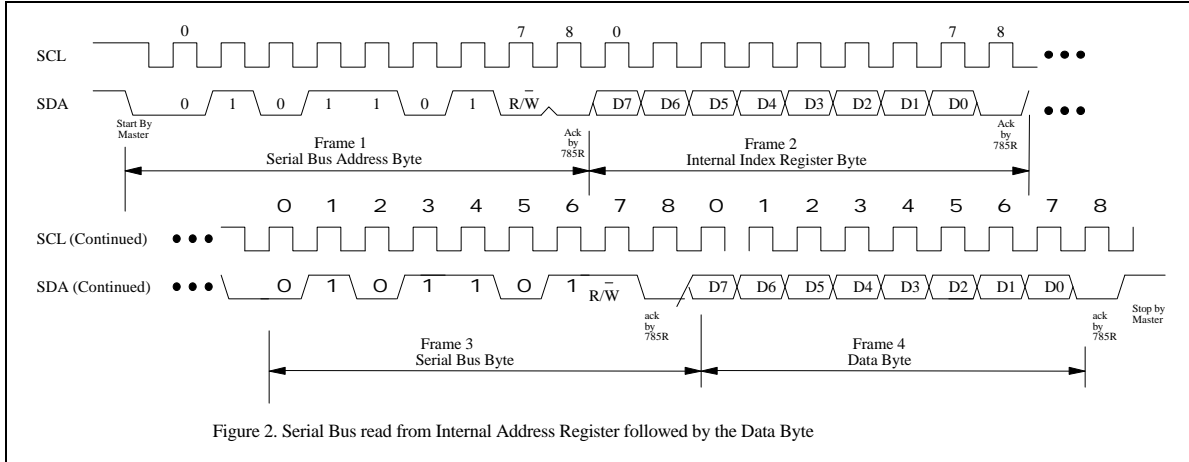 0 7 8 0 7 8
SCL
SDA 0 1 0 1 1 0 1 R/W D7 D6 D5 D4 D3 D2 D1 D0
Start By
Master
Ack
by
785R
Ack
by
785R
Frame 1
Serial Bus Address Byte
Frame 2
Internal Index Register Byte
0 1 2 3 4 5 6 7 8 0 1 2 3 4 5 6 7 8
SCL (Continued)
SDA (Continued) 0 1 0 1 1 0 1 R/W D7 D6 D5 D4 D3 D2 D1 D0
ack
by
785R
ack
by
785R
Stop by
Master
Frame 3
Serial Bus Byte
Frame 4
Data Byte
Figure 2. Serial Bus read from Internal Address Register followed by the Data Byte